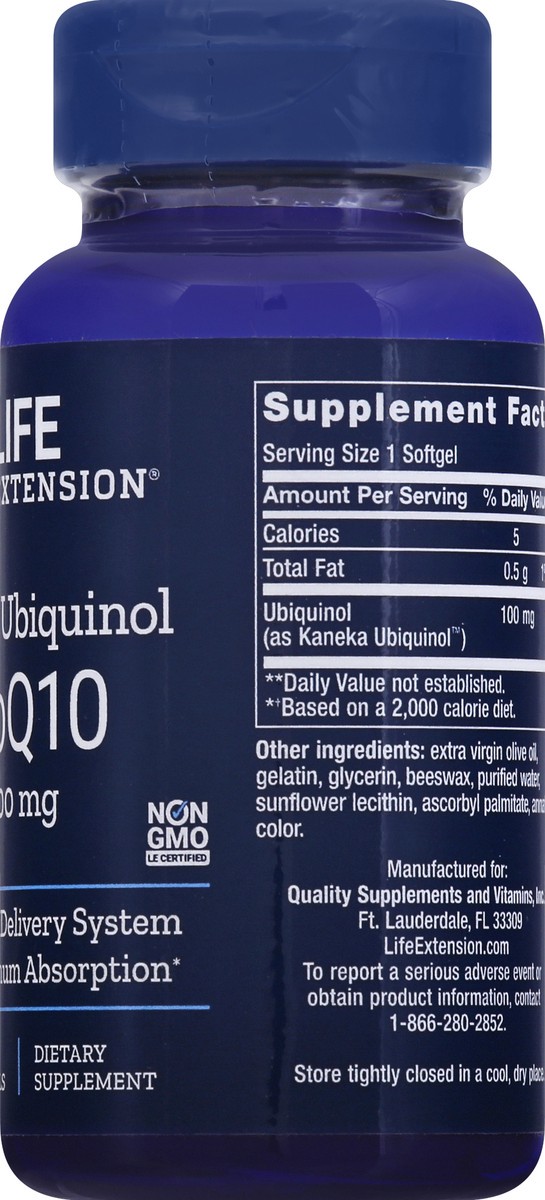 LIFE
EXTENSION®
Ubiquinol
Q10
mg
NON
GMO
LE CERTIFIED
Delivery System
Absorption*
DIETARY
SUPPLEMENT
Supplement Fact
Serving Size 1 Softgel
Amount Per Serving % Daily Valu
Calories 5
Total Fat 0.5 g
Ubiquinol 100 mg
(as Kaneka Ubiquinol™)
**Daily Value not established.
*†Based on a 2,000 calorie diet.
Other ingredients: extra virgin olive oil,
gelatin, glycerin, beeswax, purified water,
sunflower lecithin, ascorbyl palmitate,
color.
Manufactured for:
Quality Supplements and Vitamins, Inc.
Ft. Lauderdale, FL 33309
LifeExtension.com
To report a serious adverse event or
obtain product information, contact
1-866-280-2852.
Store tightly closed in a cool, dry place.